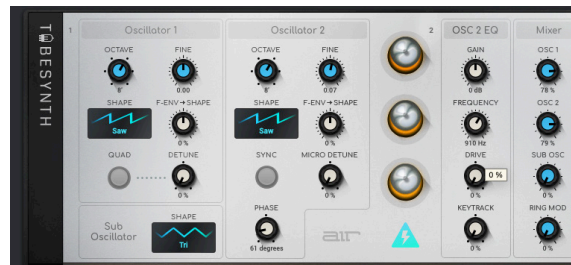 TUBESYNTH
1
Oscillator 1
OCTAVE
FINE
8'
0.00
SHAPE
F-ENV➔SHAPE
Saw
0 %
QUAD
DETUNE
0 %
Sub
Oscillator
SHAPE
Tri
Oscillator 2
OCTAVE
FINE
8'
0.07
SHAPE
F-ENV➔SHAPE
Saw
0 %
SYNC
MICRO DETUNE
0 %
PHASE
61 degrees
air
2
OSC 2 EQ
GAIN
0 dB
FREQUENCY
910 Hz
DRIVE
0 %
0 %
KEYTRACK
0 %
Mixer
OSC 1
78 %
OSC 2
79 %
SUB OSC
0 %
RING MOD
0 %